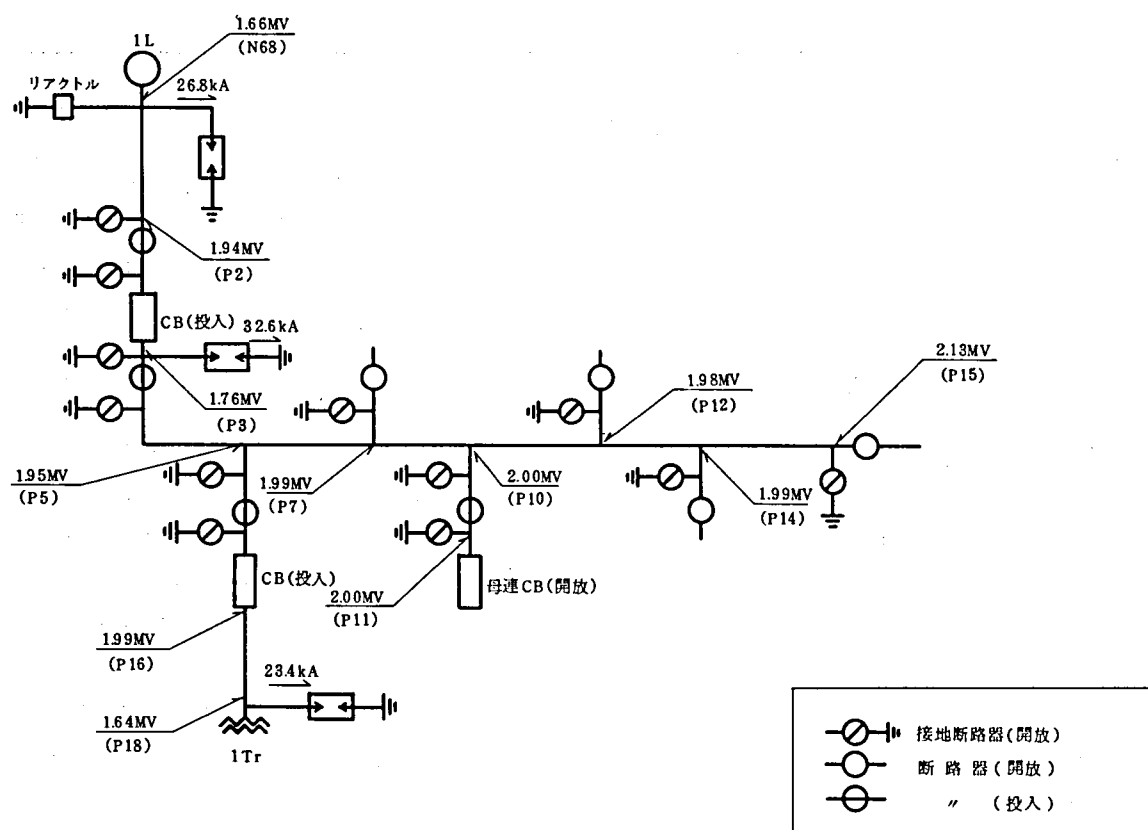 1L
1.66MV
(N68)
リアクトル
26.8kA
1.94MV
(P2)
CB(投入)
32.6kA
1.76MV
(P3)
2.13MV
(P15)
1.98MV
(P12)
1.95MV
(P5)
1.99MV
(P7)
2.00MV
(P10)
1.99MV
(P14)
CB(投入)
2.00MV
(P11)
母連CB(開放)
1.99MV
(P16)
23.4kA
1.64MV
(P18)
1Tr
接地断路器(開放)
断路器(開放)
〃 (投入)